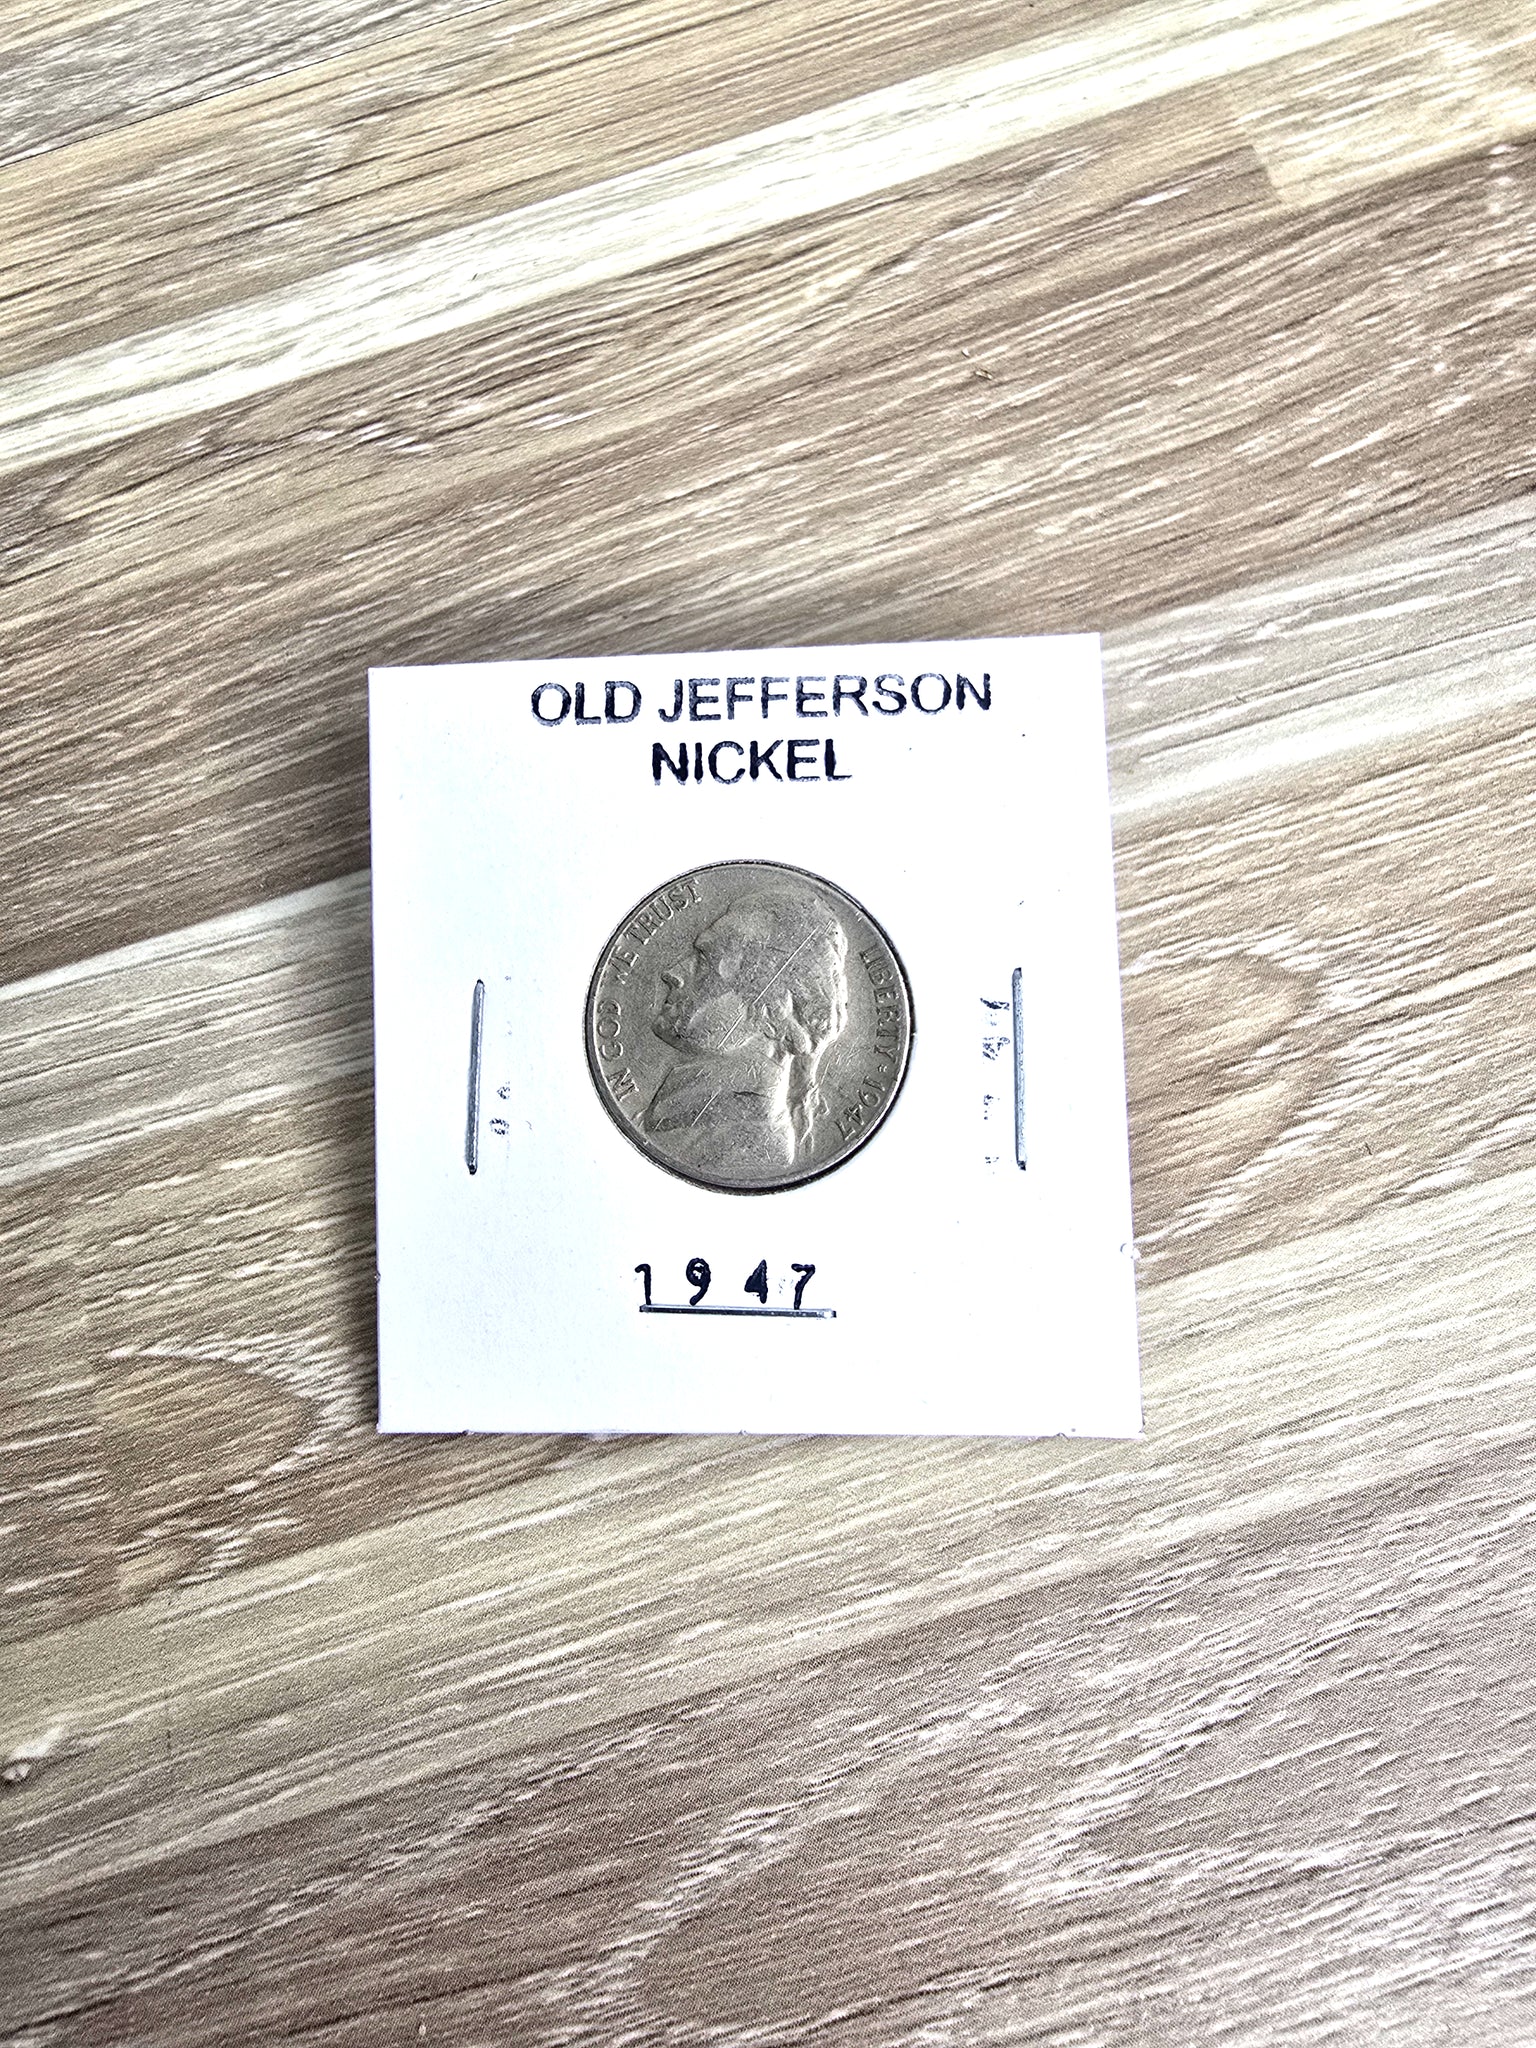 OLD JEFFERSON
NICKEL
IN GOD WE TRUST
LIBERTY * 1947
1947